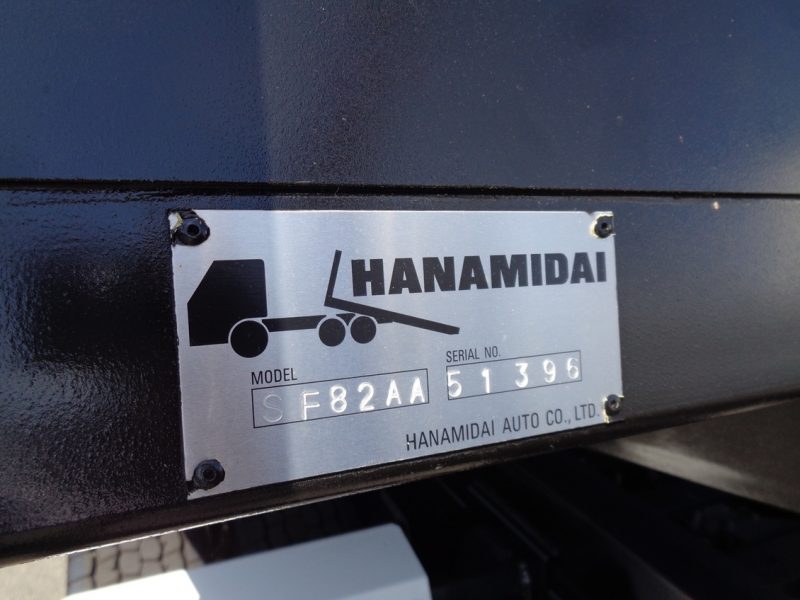 HANAMIDAI
MODEL
SF82AA
SERIAL NO.
51396
HANAMIDAI AUTO CO., LTD.